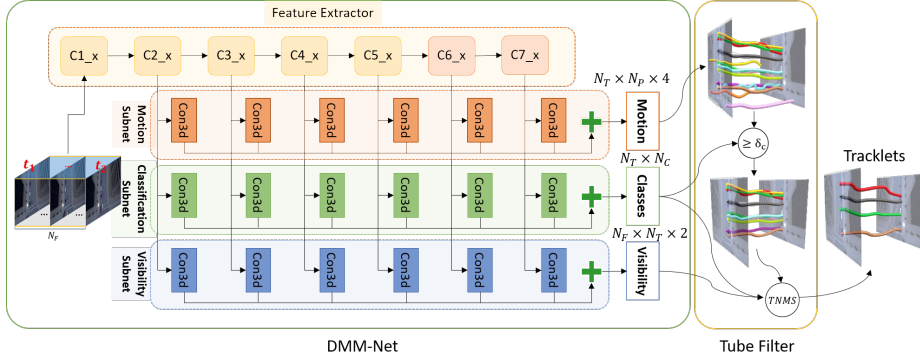 Feature Extractor
C1_x
C2_x
C3_x
C4_x
C5_x
C6_x
C7_x
N_T × N_P × 4
Motion
Subnet
Con3d
Con3d
Con3d
Con3d
Con3d
Con3d
Motion
N_T × N_C
t_1
...
t_2
...
...
N_F
Classification
Subnet
Con3d
Con3d
Con3d
Con3d
Con3d
Con3d
Classes
N_F × N_T × 2
Visibility
Subnet
Con3d
Con3d
Con3d
Con3d
Con3d
Con3d
Visibility
≥ δ_c
Tracklets
TNMS
DMM-Net
Tube Filter